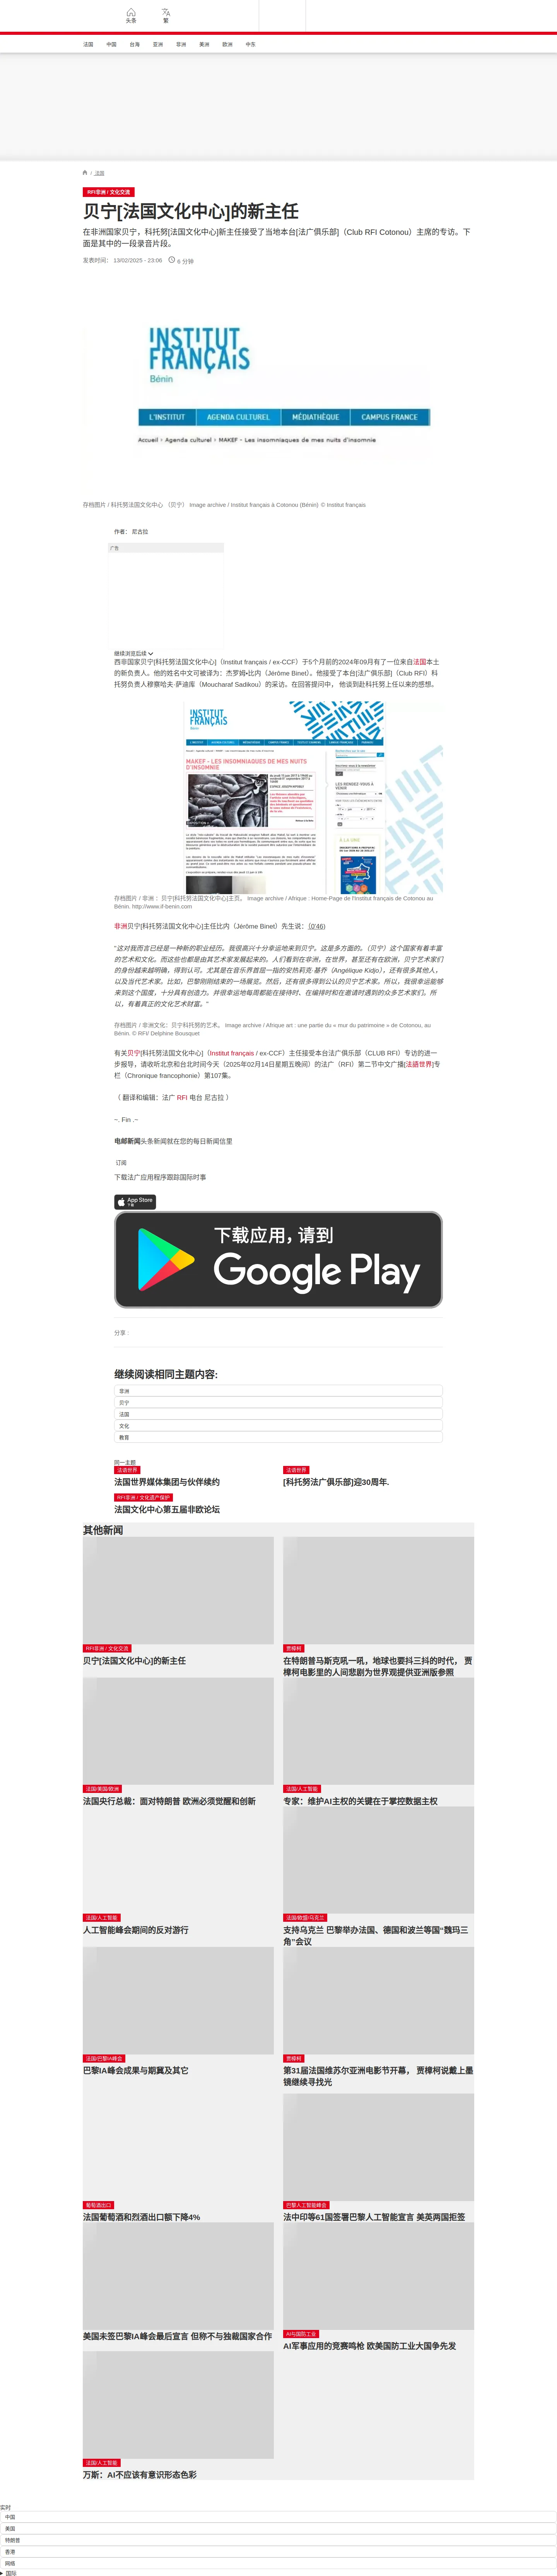 头条
繁
法国 中国 台海 亚洲 非洲 美洲 欧洲 中东
/ 法国
RFI非洲 / 文化交流
贝宁[法国文化中心]的新主任
在非洲国家贝宁，科托努[法国文化中心]新主任接受了当地本台[法广俱乐部]（Club RFI Cotonou）主席的专访。下
面是其中的一段录音片段。
发表时间： 13/02/2025 - 23:06 6 分钟
INSTITUT
FRANÇAIS
Bénin
L'INSTITUT AGENDA CULTUREL MÉDIATHÈQUE CAMPUS FRANCE
Accueil › Agenda culturel › MAKEF - Les insomniaques de mes nuits d'insomnie
存档图片 / 科托努法国文化中心 （贝宁） Image archive / Institut français à Cotonou (Bénin) © Institut français.
作者： 尼古拉
广告
继续浏览后续
西非国家贝宁[科托努法国文化中心]（Institut français / ex-CCF）于5个月前的2024年09月有了一位来自法国本土
的新负责人。他的姓名中文可被译为：杰罗姆•比内（Jérôme Binet）。他接受了本台[法广俱乐部]（Club RFI）科
托努负责人穆察哈夫·萨迪库（Moucharaf Sadikou）的采访。在回答提问中， 他谈到赴科托努上任以来的感想。
INSTITUT
FRANÇAIS
MAKEF - LES INSOMNIAQUES DE MES NUITS
D'INSOMNIE
存档图片 / 非洲 ：贝宁[科托努法国文化中心]主页。 Image archive / Afrique : Home-Page de l'Institut français de Cotonou au
Bénin. http://www.if-benin.com
非洲贝宁[科托努法国文化中心]主任比内（Jérôme Binet）先生说：（0'46)
"这对我而言已经是一种新的职业经历。我很高兴十分幸运地来到贝宁。这是多方面的。（贝宁）这个国家有着丰富
的艺术和文化。而这些也都是由其艺术家发展起来的。人们看到在非洲，在世界，甚至还有在欧洲，贝宁艺术家们
的身份越来越明确，得到认可。尤其是在音乐界首屈一指的安热莉克·基乔（Angélique Kidjo），还有很多其他人，
以及当代艺术家。比如，巴黎刚刚结束的一场展览。然后，还有很多得到公认的贝宁艺术家。所以，我很幸运能够
来到这个国度，十分具有创造力。并很幸运地每周都能在接待时、在编排时和在邀请时遇到的众多艺术家们。所
以，有着真正的文化艺术财富。"
存档图片 / 非洲文化：贝宁科托努的艺术。 Image archive / Afrique art : une partie du « mur du patrimoine » de Cotonou, au
Bénin. © RFI/ Delphine Bousquet
有关贝宁[科托努法国文化中心]（Institut français / ex-CCF）主任接受本台法广俱乐部（CLUB RFI）专访的进一
步报导，请收听北京和台北时间今天（2025年02月14日星期五晚间）的法广（RFI）第二节中文广播[法語世界]专
栏（Chronique francophonie）第107集。
（ 翻译和编辑：法广 RFI 电台 尼古拉 ）
~. Fin .~
电邮新闻头条新闻就在您的每日新闻信里
订阅
下载法广应用程序跟踪国际时事
App Store
下载
下载应用，请到
Google Play
分享 :
继续阅读相同主题内容:
非洲
贝宁
法国
文化
教育
同一主题
法语世界
法国世界媒体集团与伙伴续约
法语世界
[科托努法广俱乐部]迎30周年.
RFI非洲 / 文化遗产保护
法国文化中心第五届非欧论坛
其他新闻
RFI非洲 / 文化交流
贝宁[法国文化中心]的新主任
贾樟柯
在特朗普马斯克吼一吼，地球也要抖三抖的时代， 贾
樟柯电影里的人间悲剧为世界观提供亚洲版参照
法国/美国/欧洲
法国央行总裁：面对特朗普 欧洲必须觉醒和创新
法国/人工智能
专家：维护AI主权的关键在于掌控数据主权
法国/人工智能
人工智能峰会期间的反对游行
法国/欧盟/乌克兰
支持乌克兰 巴黎举办法国、德国和波兰等国“魏玛三
角”会议
法国/巴黎IA峰会
巴黎IA峰会成果与期冀及其它
贾樟柯
第31届法国维苏尔亚洲电影节开幕， 贾樟柯说戴上墨
镜继续寻找光
葡萄酒出口
法国葡萄酒和烈酒出口额下降4%
巴黎人工智能峰会
法中印等61国签署巴黎人工智能宣言 美英两国拒签
美国未签巴黎IA峰会最后宣言 但称不与独裁国家合作
AI与国防工业
AI军事应用的竞赛鸣枪 欧美国防工业大国争先发
法国/人工智能
万斯：AI不应该有意识形态色彩
实时
中国
美国
特朗普
香港
网络
国际